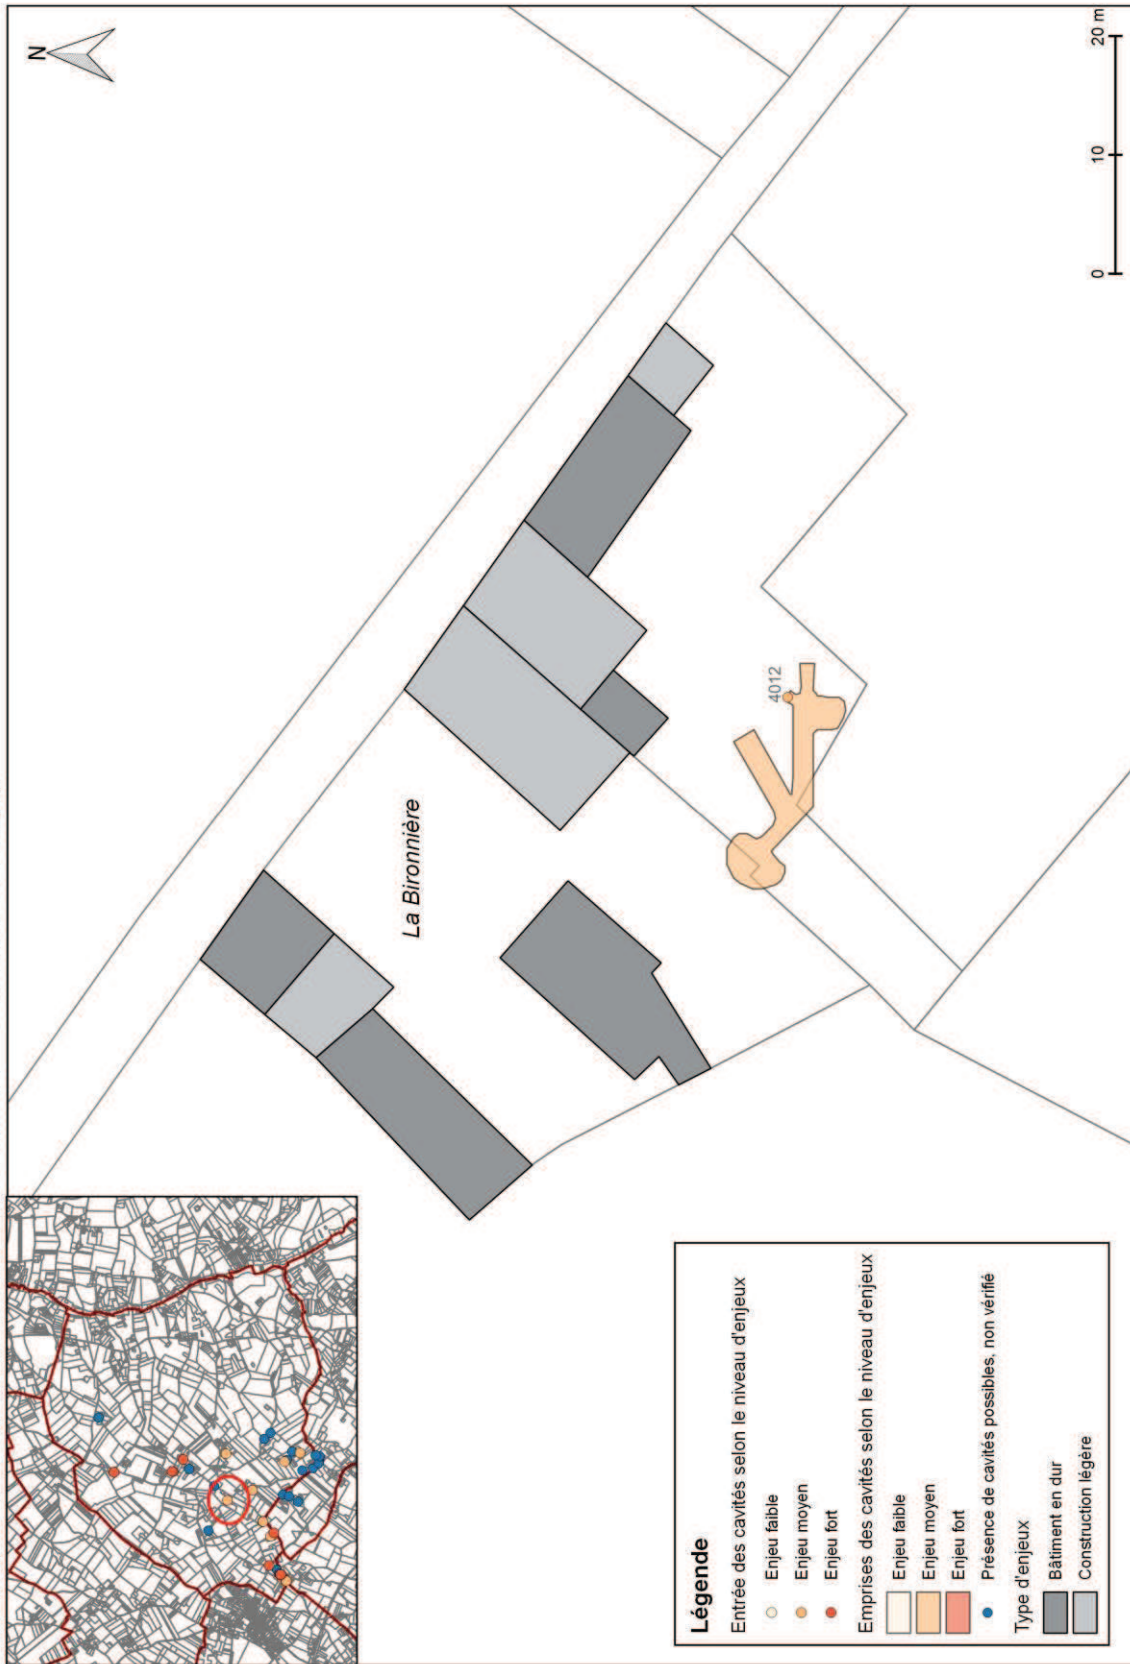 N
La Bironnière
4012
0 10 20 m
Légende
Entrée des cavités selon le niveau d'enjeux
Enjeu faible
Enjeu moyen
Enjeu fort
Emprises des cavités selon le niveau d'enjeux
Enjeu faible
Enjeu moyen
Enjeu fort
Présence de cavités possibles, non vérifié
Type d'enjeux
Bâtiment en dur
Construction légère